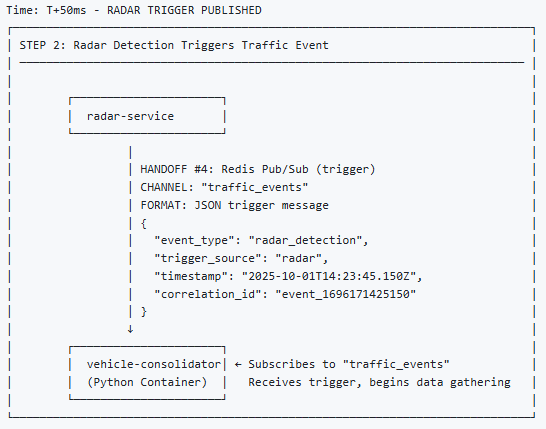 Time: T+50ms - RADAR TRIGGER PUBLISHED
STEP 2: Radar Detection Triggers Traffic Event
radar-service
HANDOFF #4: Redis Pub/Sub (trigger)
CHANNEL: "traffic_events"
FORMAT: JSON trigger message
{
"event_type": "radar_detection",
"trigger_source": "radar",
"timestamp": "2025-10-01T14:23:45.150Z",
"correlation_id": "event_1696171425150"
}
↓
vehicle-consolidator ← Subscribes to "traffic_events"
(Python Container) Receives trigger, begins data gathering